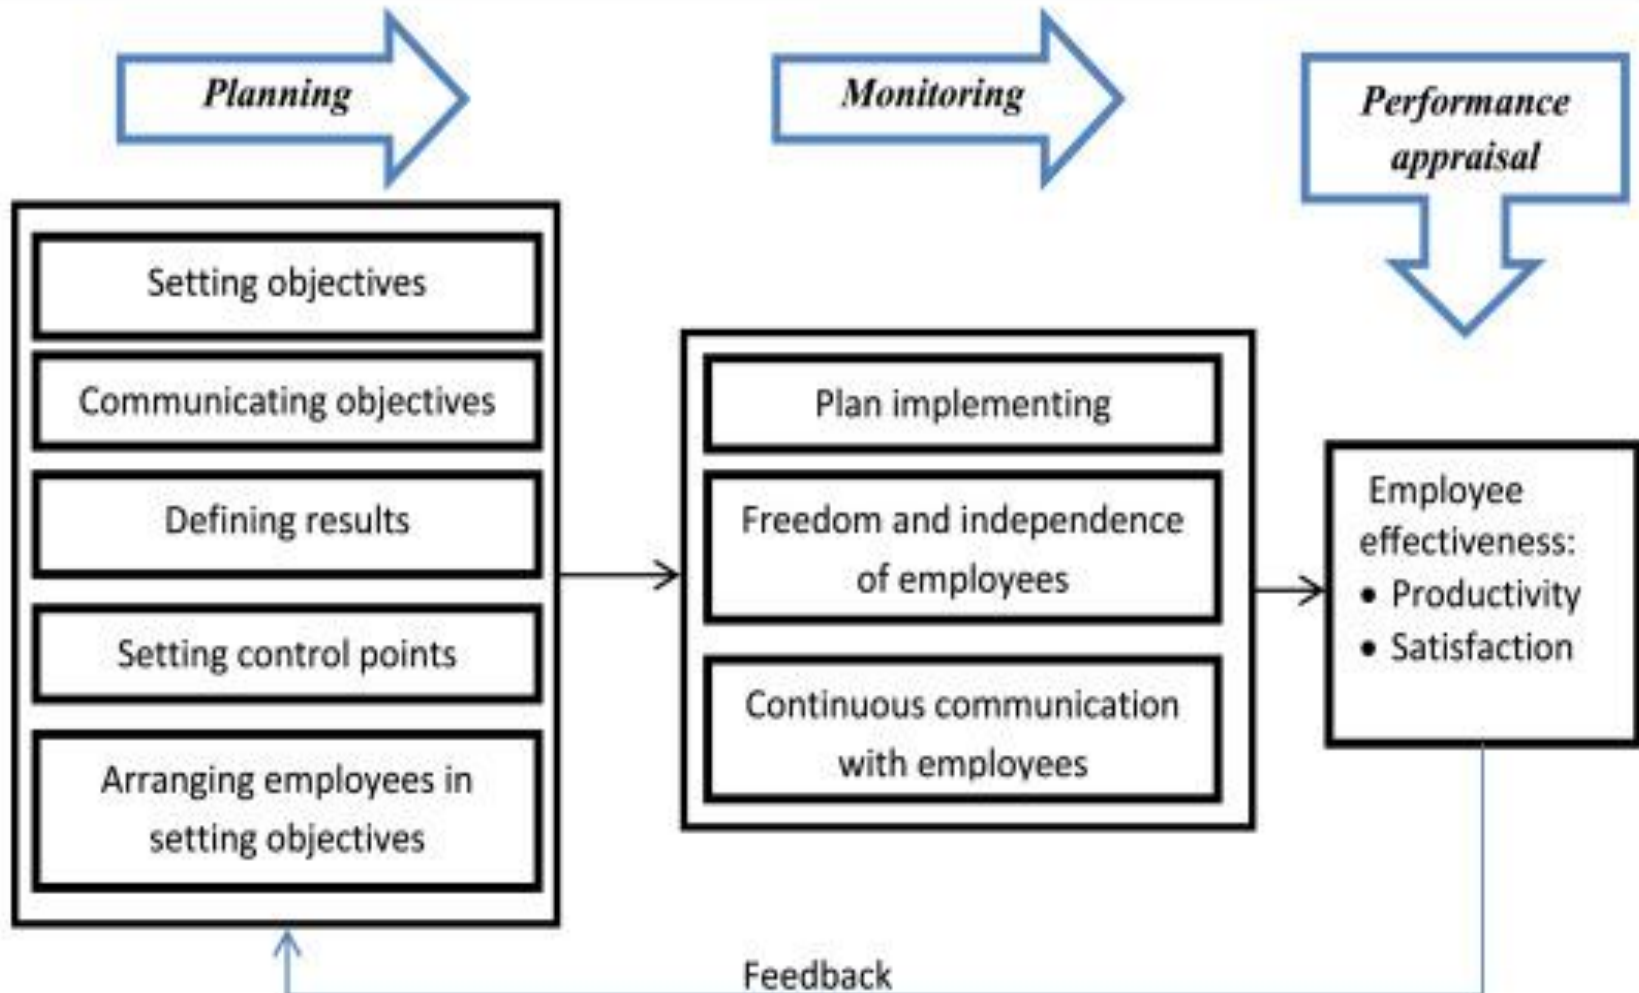 Planning
Monitoring
Performance
appraisal
Setting objectives
Communicating objectives
Defining results
Setting control points
Arranging employees in
setting objectives
Plan implementing
Freedom and independence
of employees
Continuous communication
with employees
Employee
effectiveness:
• Productivity
• Satisfaction
Feedback